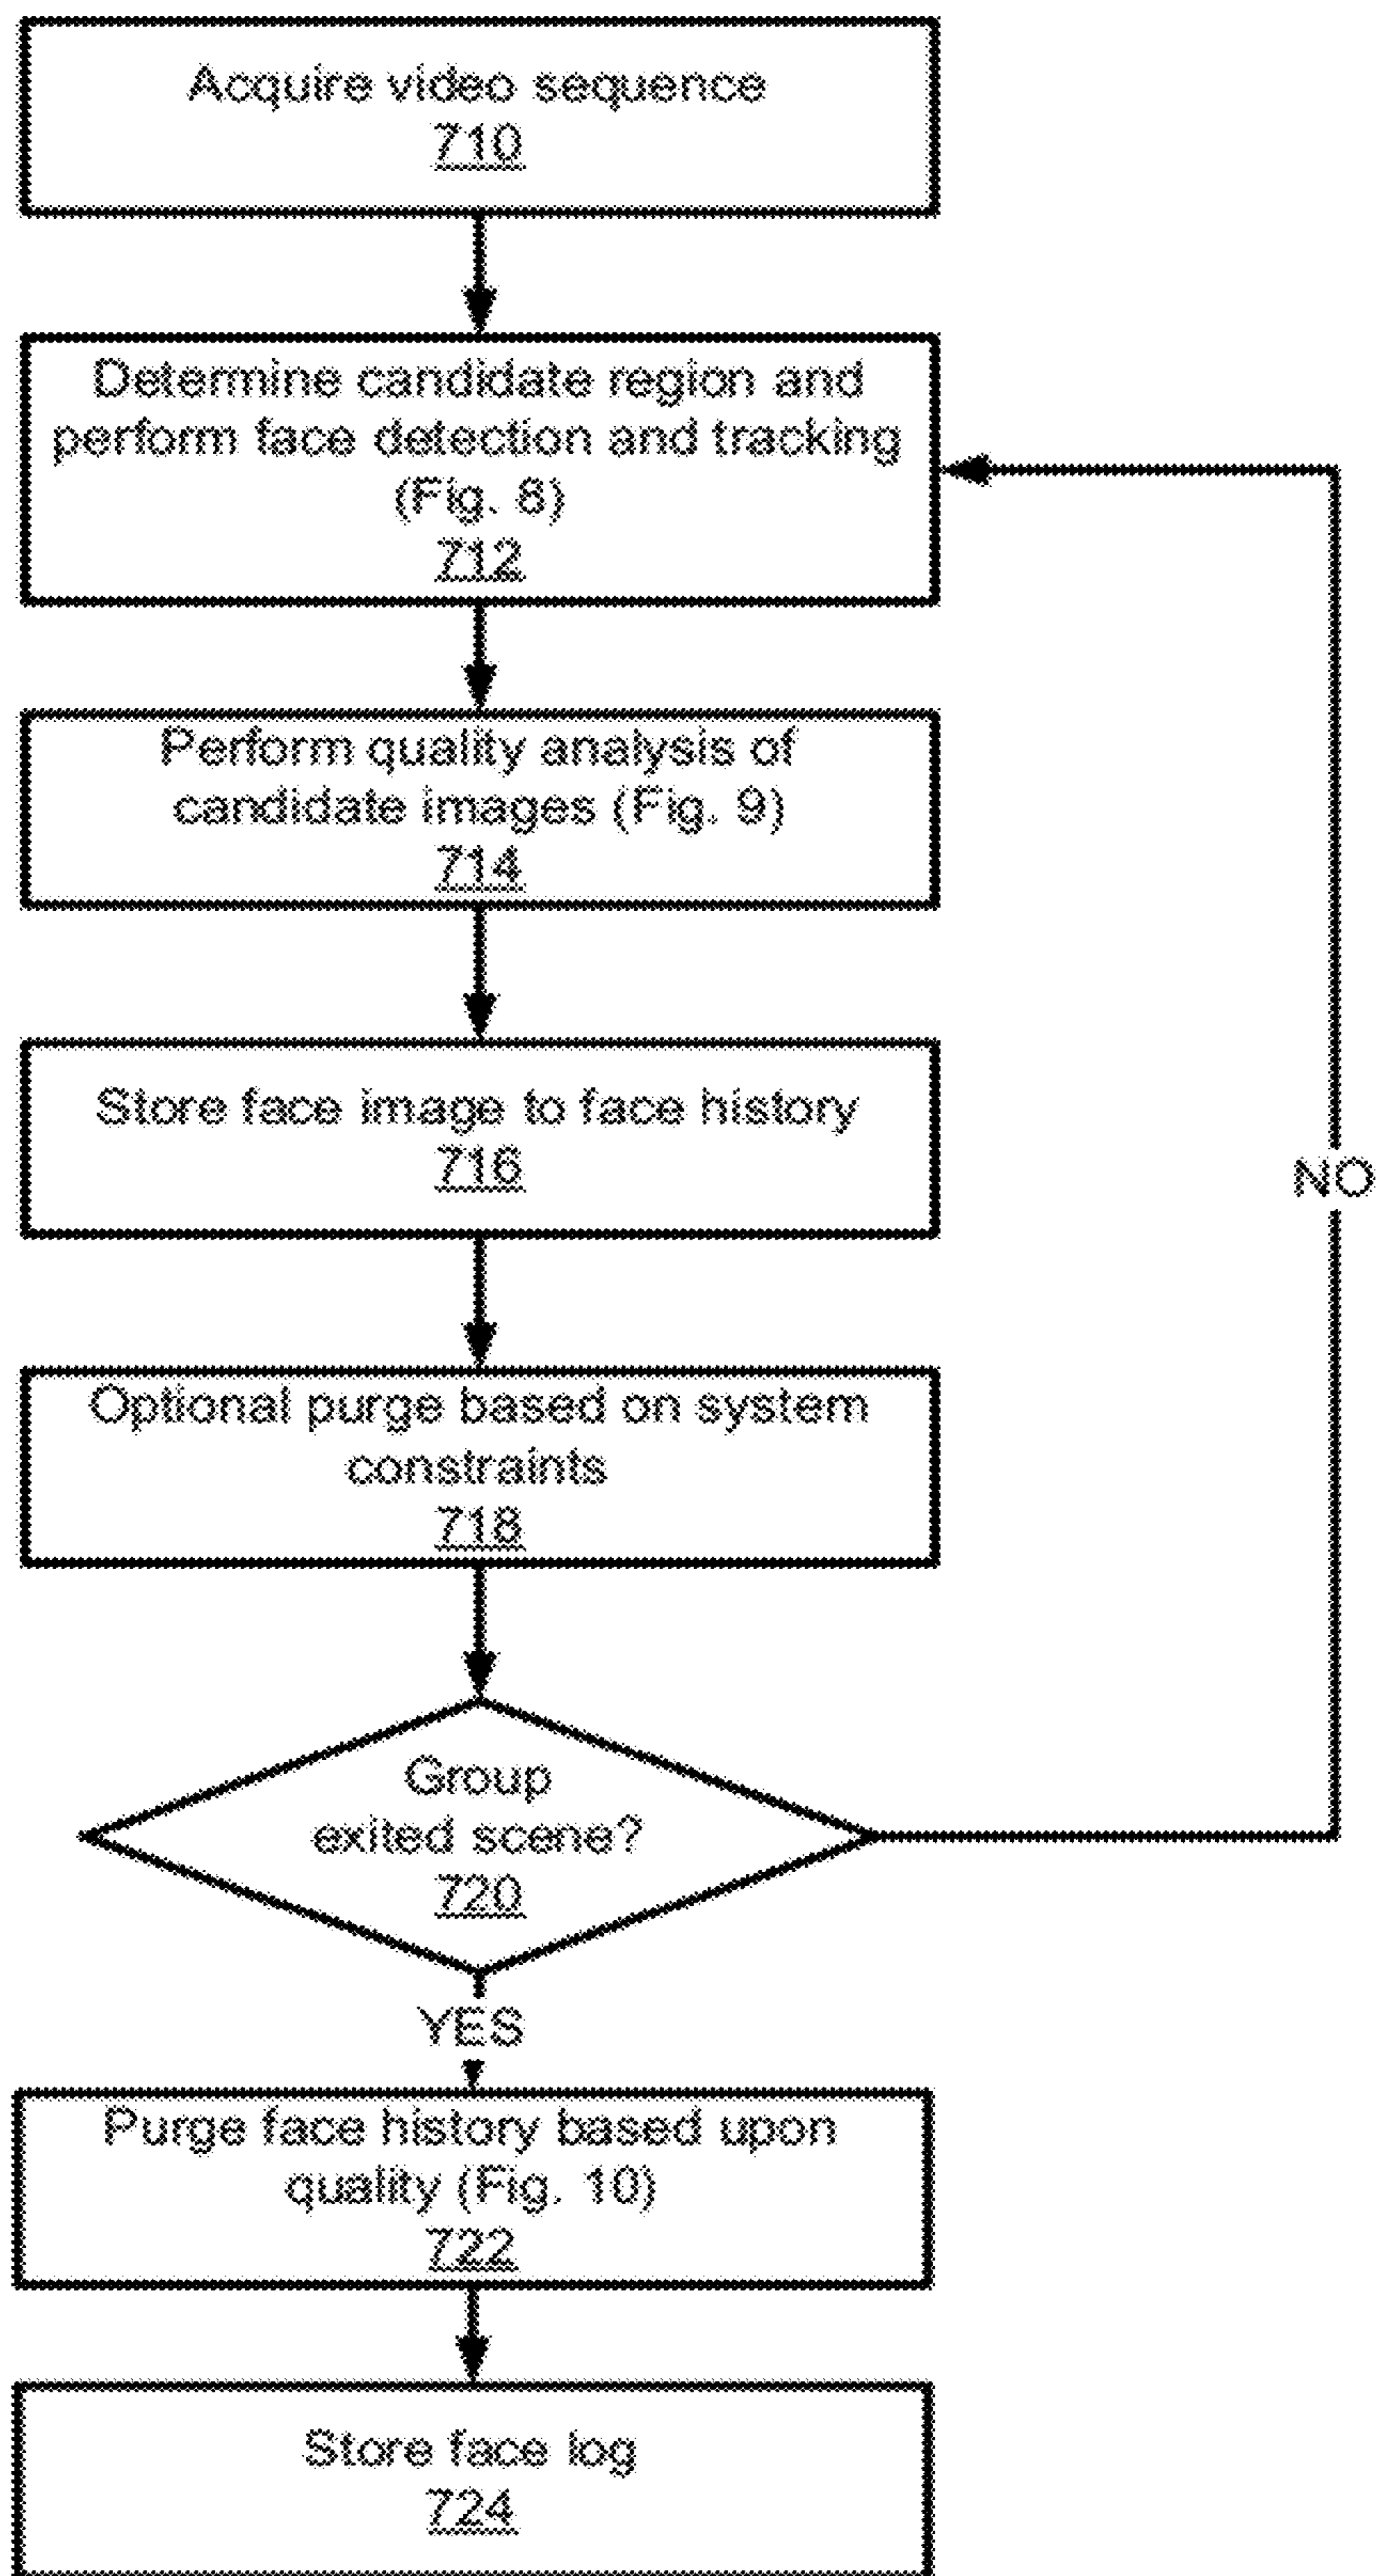 Acquire video sequence
710
Determine candidate region and
perform face detection and tracking
(Fig. 8)
712
Perform quality analysis of
candidate images (Fig. 9)
714
Store face image to face history
716
NO
Optional purge based on system
constraints
718
Group
exited scene?
720
YES
Purge face history based upon
quality (Fig. 10)
722
Store face log
724